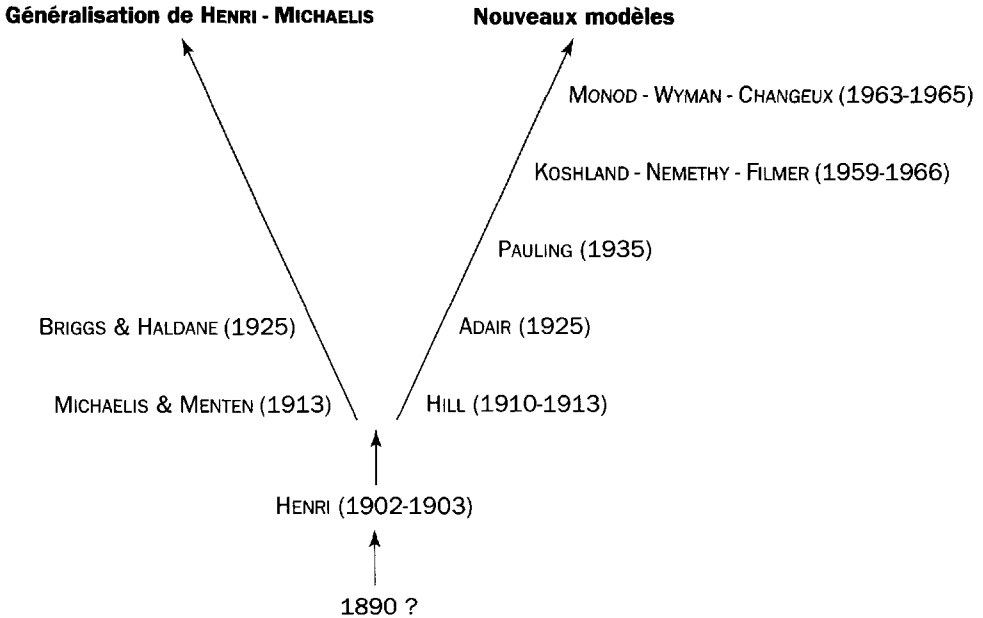 Généralisation de HENRI - MICHAELIS
Nouveaux modèles
MONOD - WYMAN - CHANGEUX (1963-1965)
KOSHLAND - NEMETHY - FILMER (1959-1966)
PAULING (1935)
BRIGGS & HALDANE (1925)
ADAIR (1925)
MICHAELIS & MENTEN (1913)
HILL (1910-1913)
HENRI (1902-1903)
1890 ?